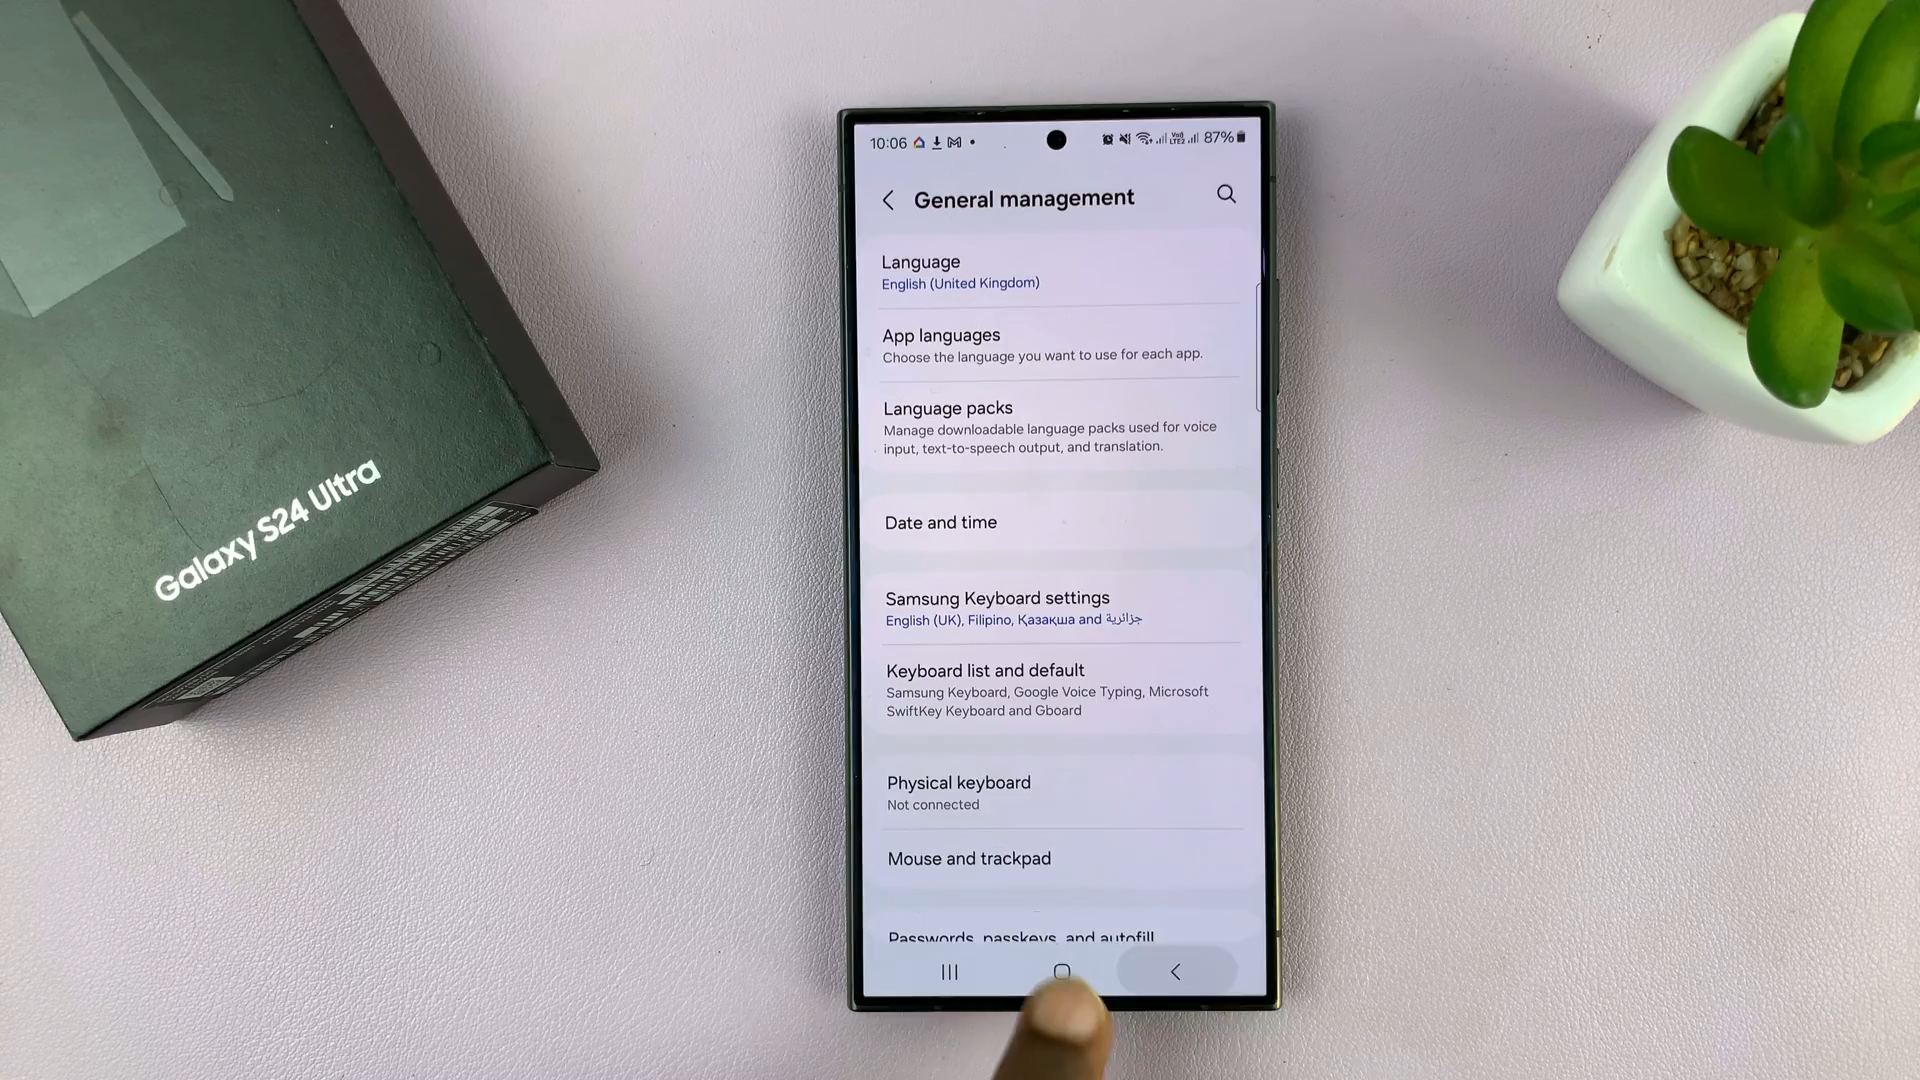 Galaxy S24 Ultra
10:06 87%
General management
Language
English (United Kingdom)
App languages
Choose the language you want to use for each app.
Language packs
Manage downloadable language packs used for voice
input, text-to-speech output, and translation.
Date and time
Samsung Keyboard settings
English (UK), Filipino, Қазақша and جزائرية
Keyboard list and default
Samsung Keyboard, Google Voice Typing, Microsoft
SwiftKey Keyboard and Gboard
Physical keyboard
Not connected
Mouse and trackpad
Passwords, passkeys, and autofill